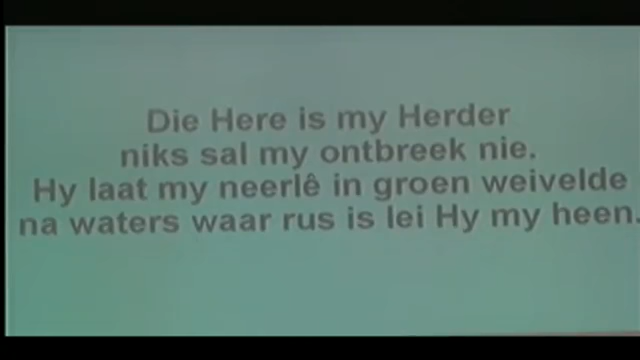 Die Here is my Herder
niks sal my ontbreek nie.
Hy laat my neerlê in groen weivelde
na waters waar rus is lei Hy my heen.